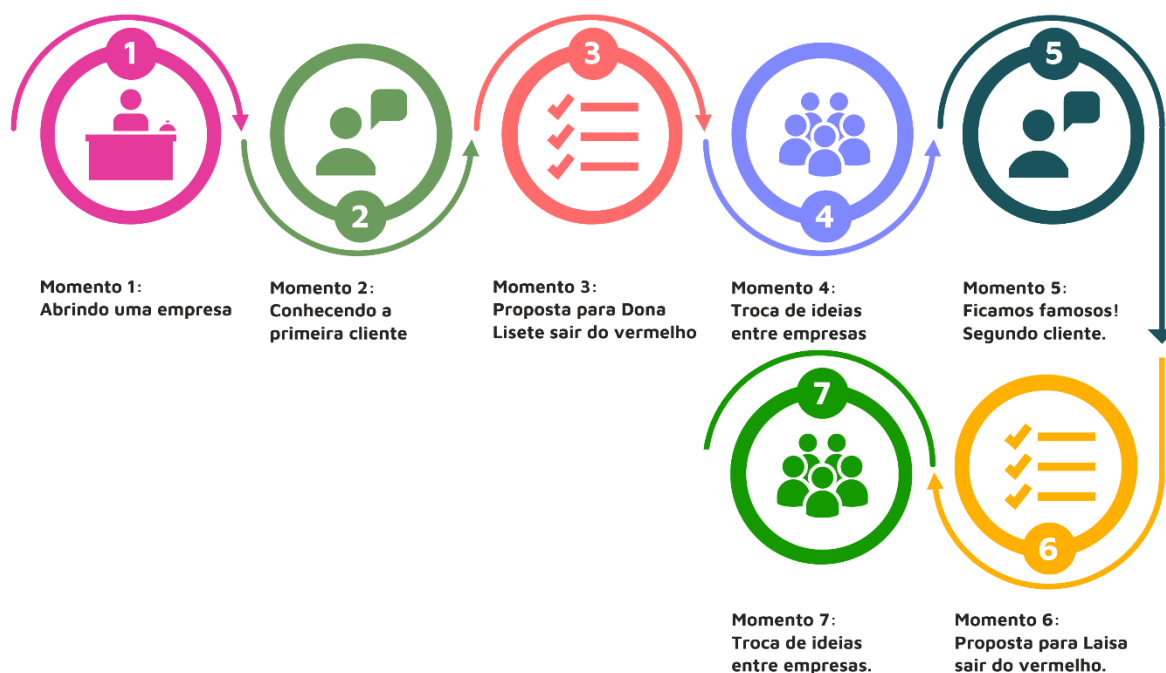 1
Momento 1:
Abrindo uma empresa
2
Momento 2:
Conhecendo a
primeira cliente
3
Momento 3:
Proposta para Dona
Lisete sair do vermelho
4
Momento 4:
Troca de ideias
entre empresas
5
Momento 5:
Ficamos famosos!
Segundo cliente.
6
Momento 6:
Proposta para Laisa
sair do vermelho.
7
Momento 7:
Troca de ideias
entre empresas.